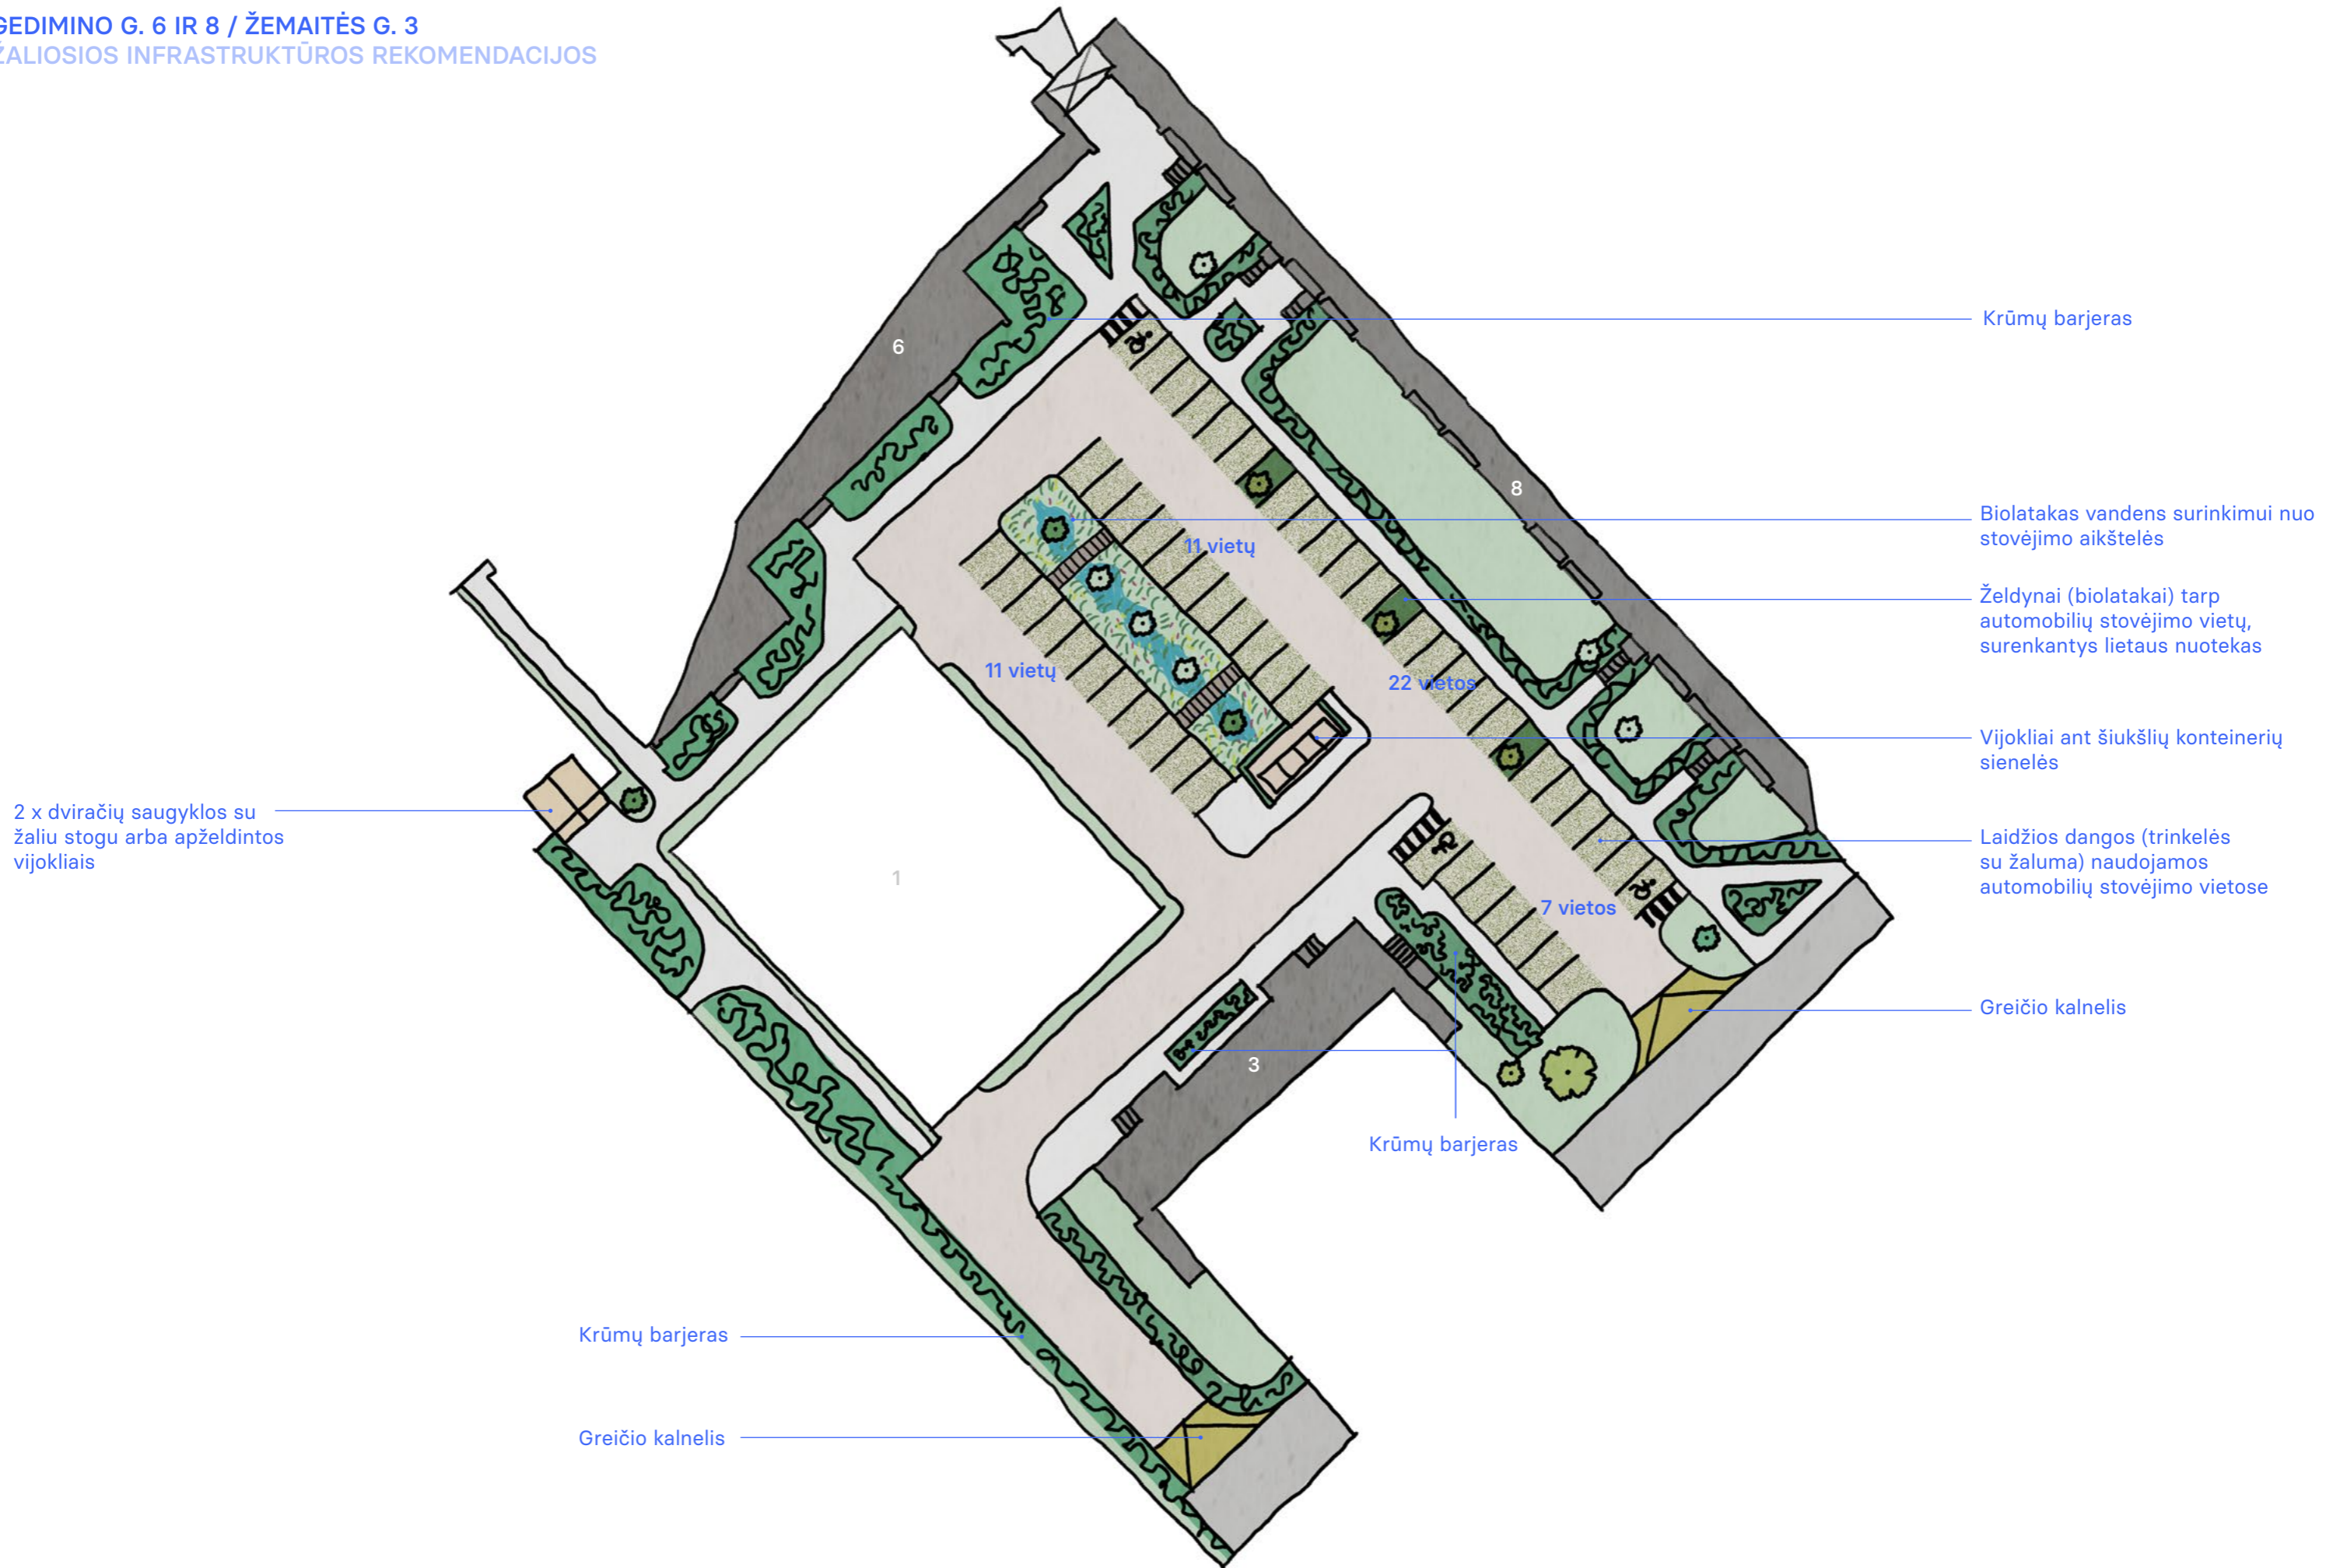 GEDIMINO G. 6 IR 8 / ŽEMAITĖS G. 3
ŽALIOSIOS INFRASTRUKTŪROS REKOMENDACIJOS
Krūmų barjeras
6
8
Biolatakas vandens surinkimui nuo
stovėjimo aikštelės
11 vietų
Želdynai (biolatakai) tarp
automobilių stovėjimo vietų,
surenkantys lietaus nuotekas
11 vietų
22 vietos
Vijokliai ant šiukšlių konteinerių
sienelės
2 x dviračių saugyklos su
žaliu stogu arba apželdintos
vijokliais
Laidžios dangos (trinkelės
su žaluma) naudojamos
automobilių stovėjimo vietose
1
7 vietos
Greičio kalnelis
3
Krūmų barjeras
Krūmų barjeras
Greičio kalnelis